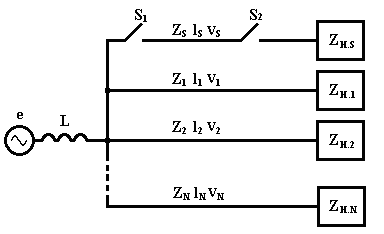 S1 S2
ZS lS vS
ZH.S
Z1 l1 v1
ZH.1
e L
Z2 l2 v2
ZH.2
ZN lN vN
ZH.N